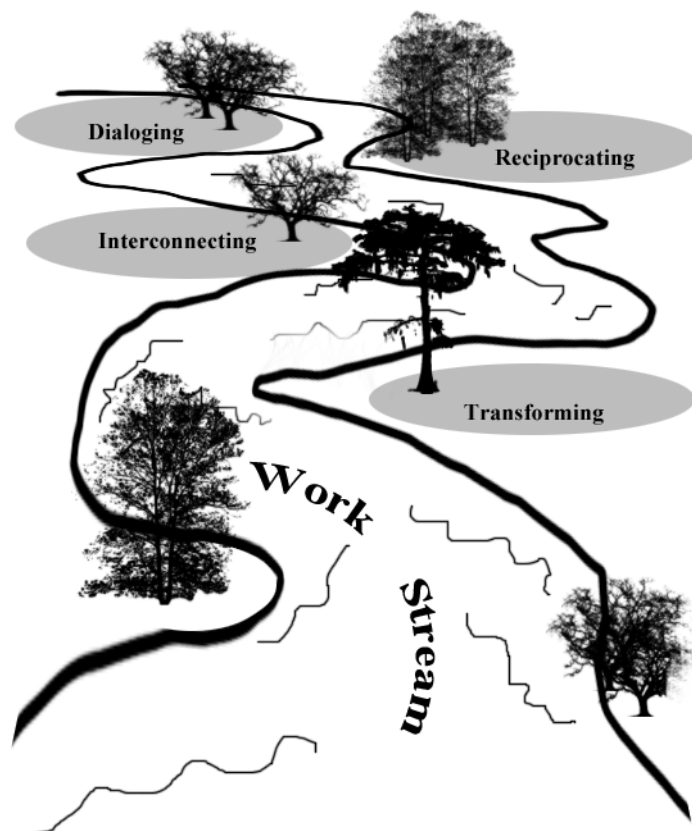 Dialoging
Reciprocating
Interconnecting
Transforming
Work
Stream